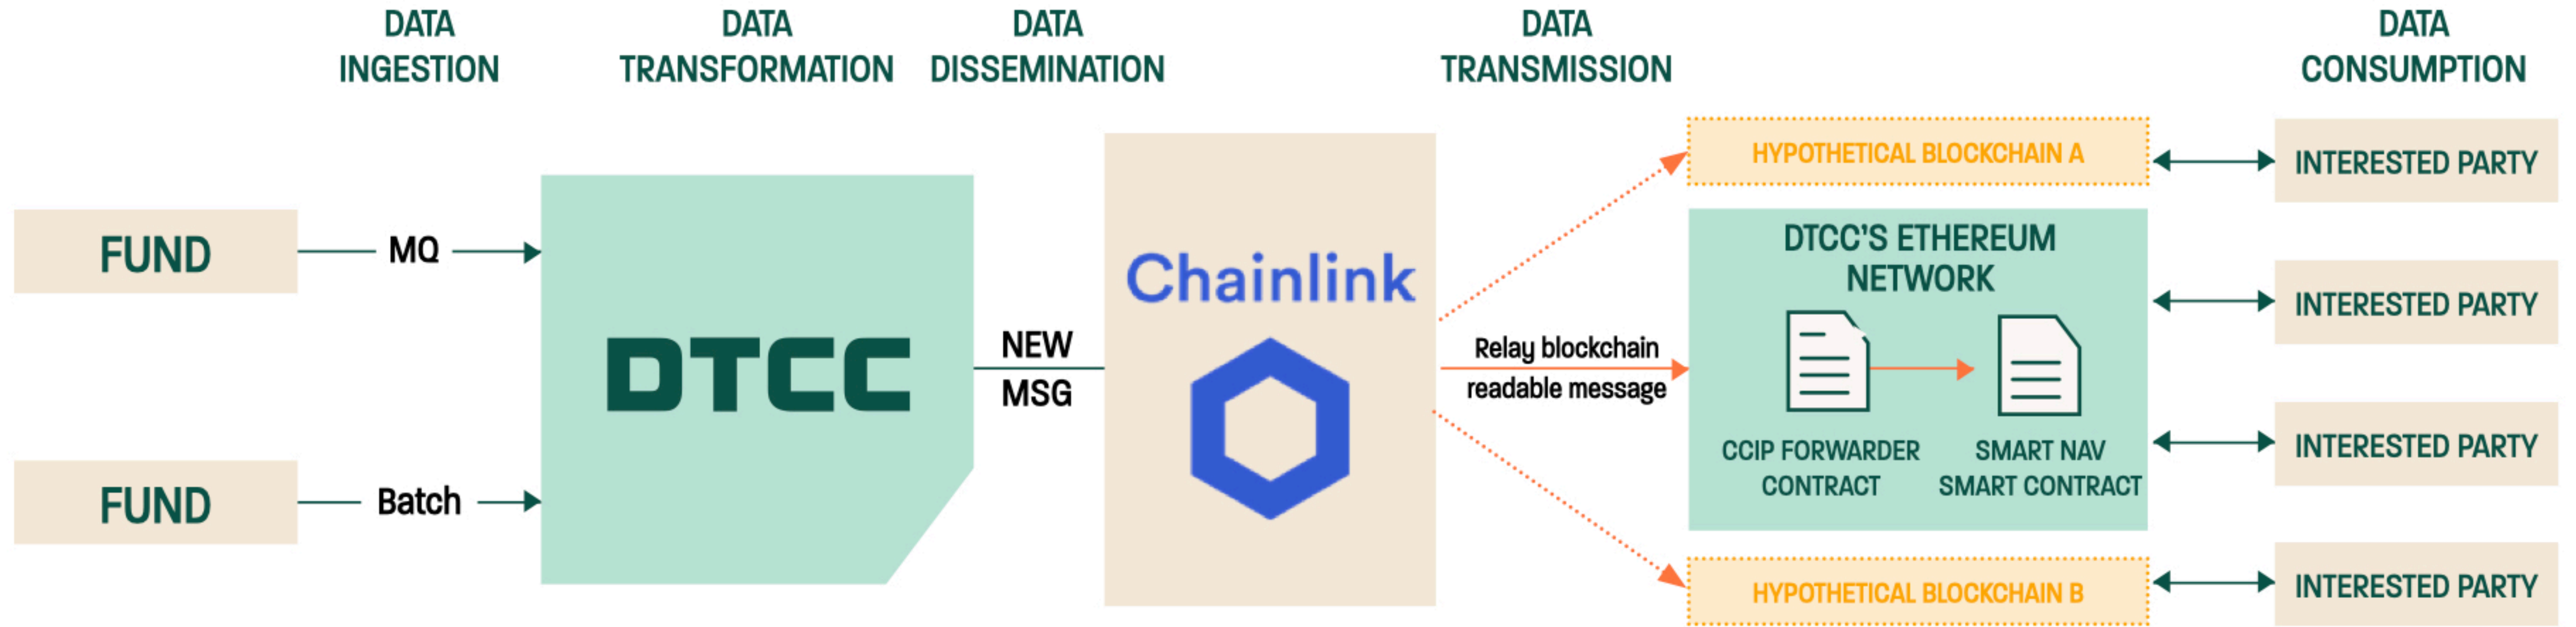 DATA
INGESTION
DATA
TRANSFORMATION
DATA
DISSEMINATION
DATA
TRANSMISSION
DATA
CONSUMPTION
FUND
MQ
FUND
Batch
DTCC
NEW
MSG
Chainlink
Relay blockchain
readable message
HYPOTHETICAL BLOCKCHAIN A
DTCC'S ETHEREUM
NETWORK
CCIP FORWARDER
CONTRACT
SMART NAV
SMART CONTRACT
HYPOTHETICAL BLOCKCHAIN B
INTERESTED PARTY
INTERESTED PARTY
INTERESTED PARTY
INTERESTED PARTY